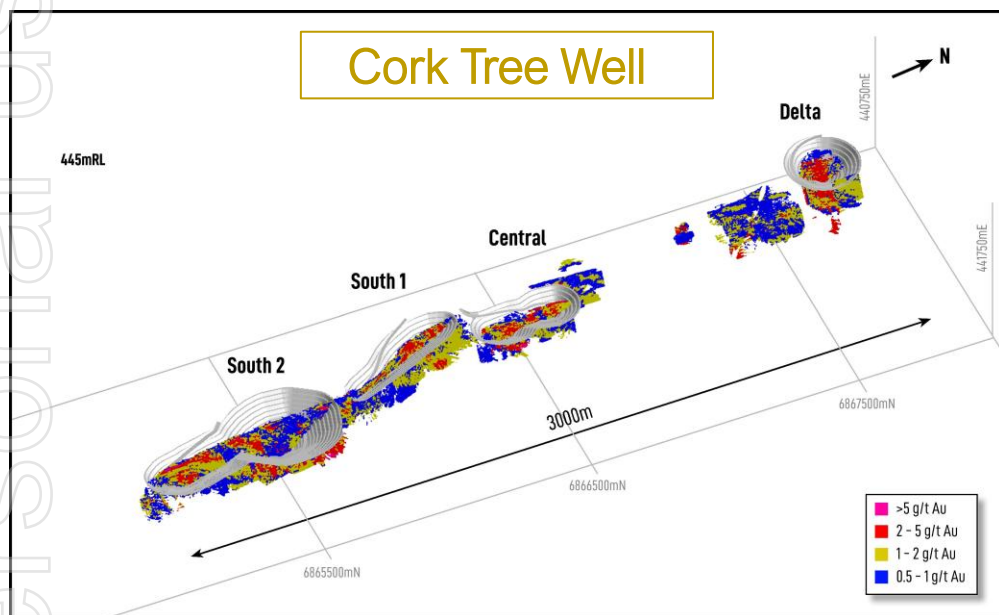 Cork Tree Well
N
Delta
440750mE
445mRL
Central
441750mE
South 1
South 2
3000m
6867500mN
6866500mN
6865500mN
>5 g/t Au
2 - 5 g/t Au
1 - 2 g/t Au
0.5 - 1 g/t Au